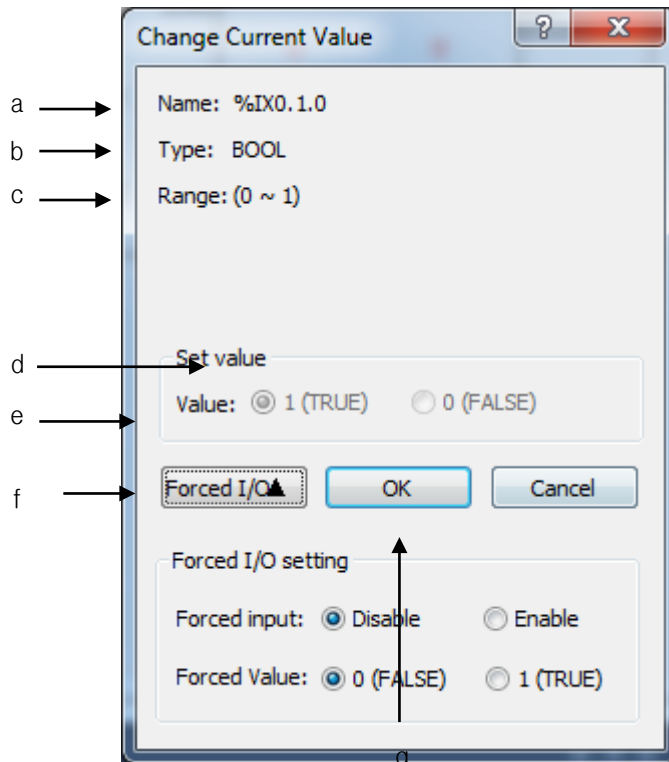 Change Current Value
a Name: %IX0.1.0
b Type: BOOL
c Range: (0 ~ 1)
d Set value
Value: 1 (TRUE) 0 (FALSE)
e
f Forced I/O OK Cancel
Forced I/O setting
Forced input: Disable Enable
Forced Value: 0 (FALSE) 1 (TRUE)